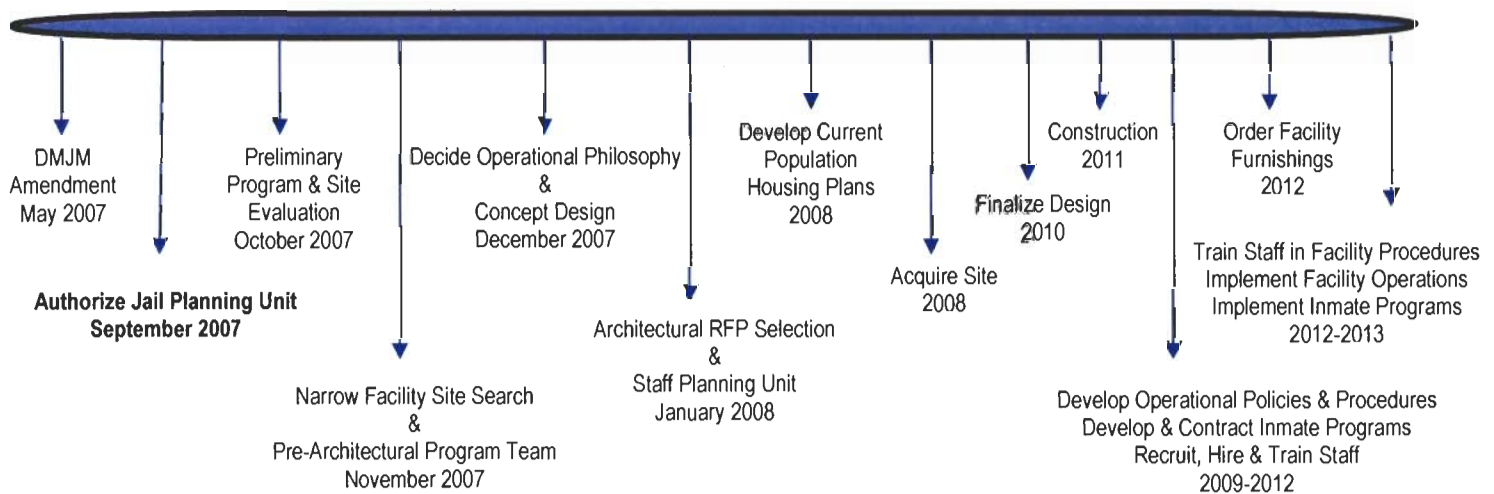 DMJM
Amendment
May 2007
Authorize Jail Planning Unit
September 2007
Preliminary
Program & Site
Evaluation
October 2007
Narrow Facility Site Search
&
Pre-Architectural Program Team
November 2007
Decide Operational Philosophy
&
Concept Design
December 2007
Architectural RFP Selection
&
Staff Planning Unit
January 2008
Develop Current
Population
Housing Plans
2008
Acquire Site
2008
Finalize Design
2010
Construction
2011
Develop Operational Policies & Procedures
Develop & Contract Inmate Programs
Recruit, Hire & Train Staff
2009-2012
Order Facility
Furnishings
2012
Train Staff in Facility Procedures
Implement Facility Operations
Implement Inmate Programs
2012-2013